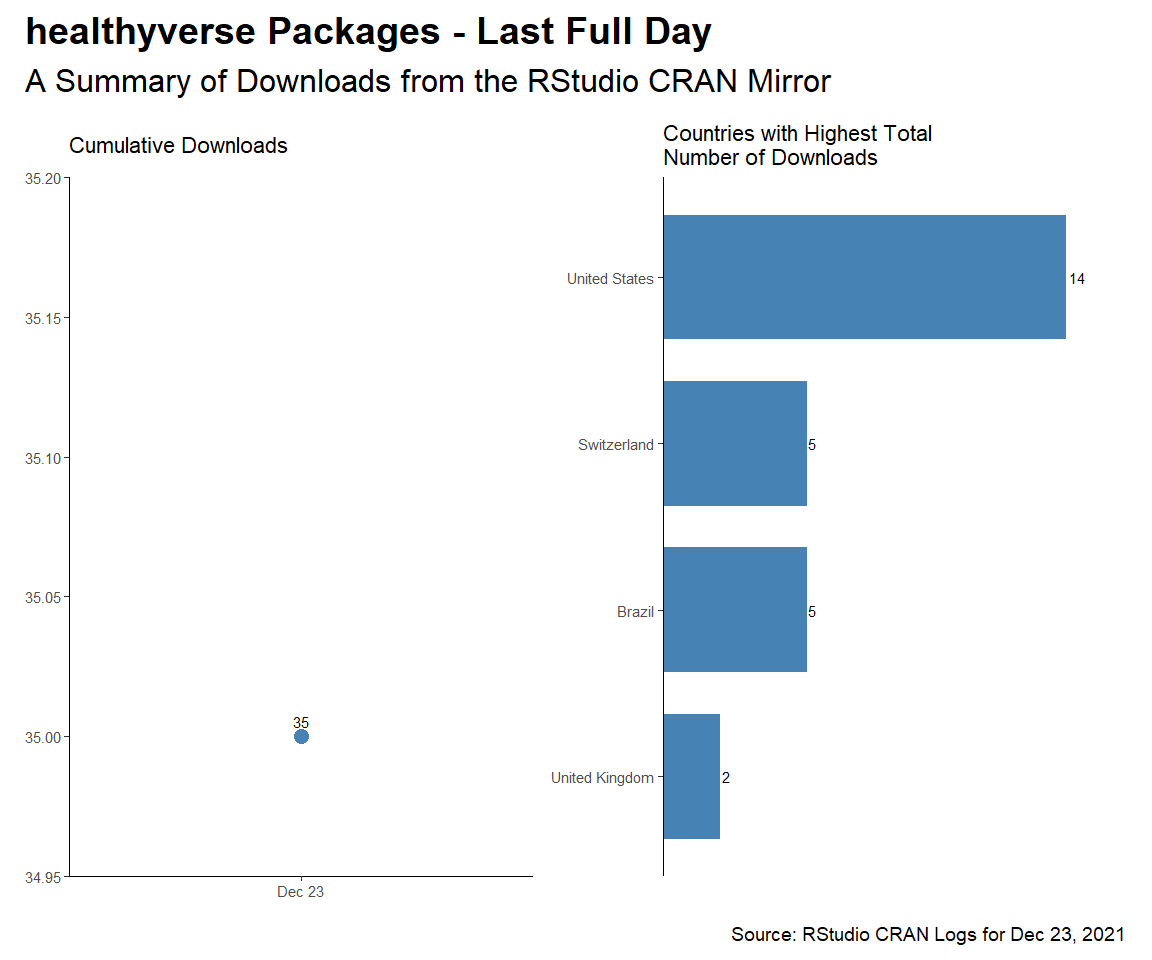 healthyverse Packages - Last Full Day
A Summary of Downloads from the RStudio CRAN Mirror
Cumulative Downloads
35.20
35.15
35.10
35.05
35.00
34.95
35
Dec 23
Countries with Highest Total
Number of Downloads
United States
14
Switzerland
5
Brazil
5
United Kingdom
2
Source: RStudio CRAN Logs for Dec 23, 2021